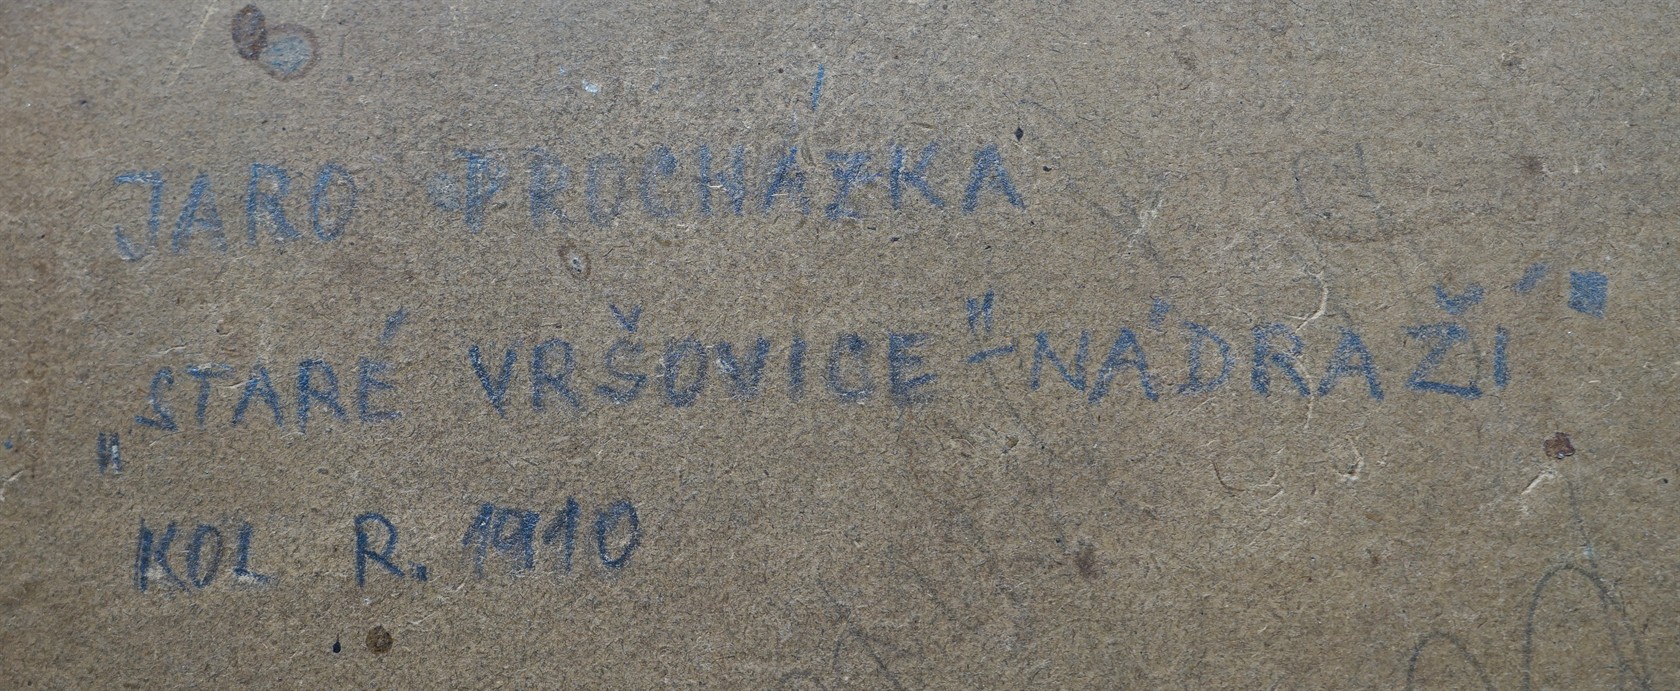 JARO PROCHÁZKA
„STARÉ VRŠOVICE" - NÁDRAŽÍ
KOL R. 1910